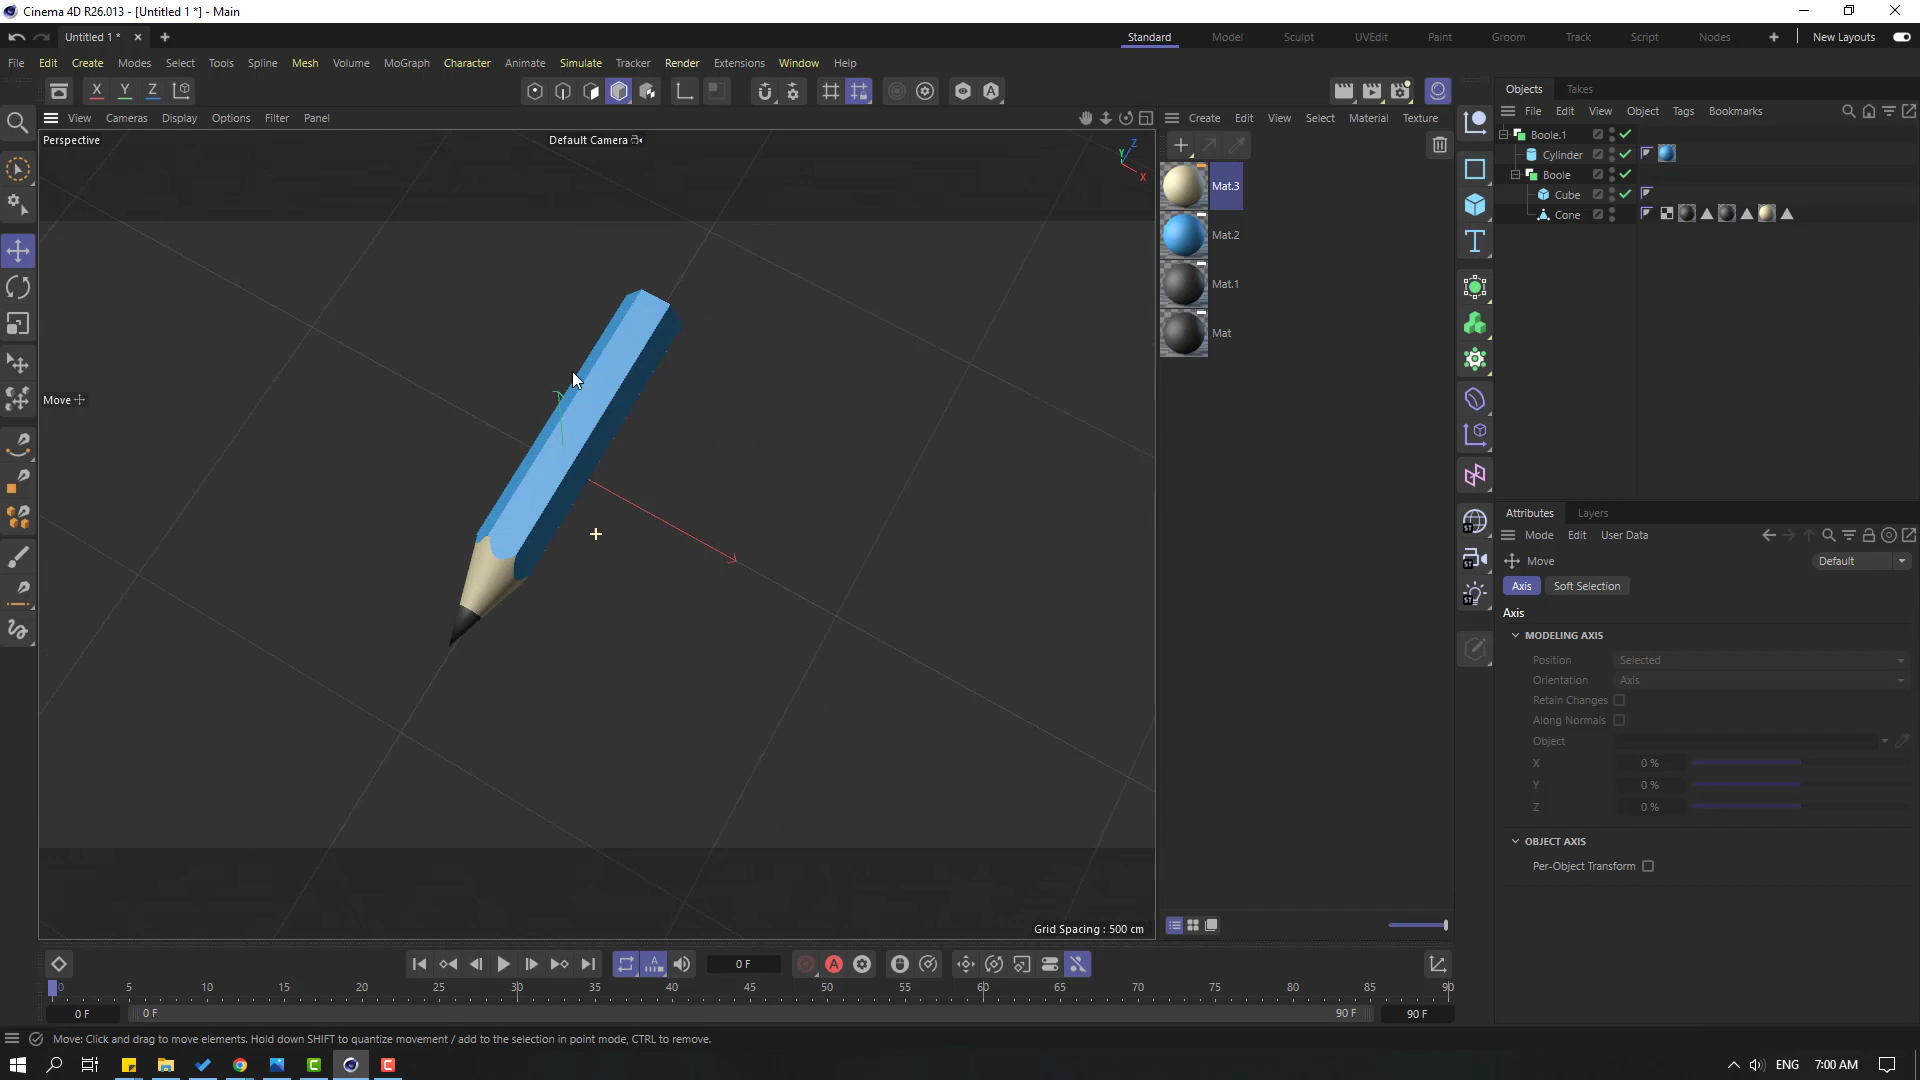 Cinema 4D R26.013 - [Untitled 1 *] - Main
Untitled 1 *
Standard Model Sculpt UVEdit Paint Groom Track Script Nodes New Layouts
File Edit Create Modes Select Tools Spline Mesh Volume MoGraph Character Animate Simulate Tracker Render Extensions Window Help
X Y Z
Objects Takes
File Edit View Object Tags Bookmarks
View Cameras Display Options Filter Panel
Create Edit View Select Material Texture
Perspective
Default Camera
Y Z X
Boole.1
Cylinder
Boole
Cube
Cone
Mat.3
Mat.2
Mat.1
Mat
Move
Attributes Layers
Mode Edit User Data
Move
Default
Axis Soft Selection
Axis
MODELING AXIS
Position Selected
Orientation Axis
Retain Changes
Along Normals
Object
X 0 %
Y 0 %
Z 0 %
OBJECT AXIS
Per-Object Transform
Grid Spacing : 500 cm
0 F
0 5 10 15 20 25 30 35 40 45 50 55 60 65 70 75 80 85 90
0 F 0 F 90 F 90 F
Move: Click and drag to move elements. Hold down SHIFT to quantize movement / add to the selection in point mode, CTRL to remove.
ENG 7:00 AM